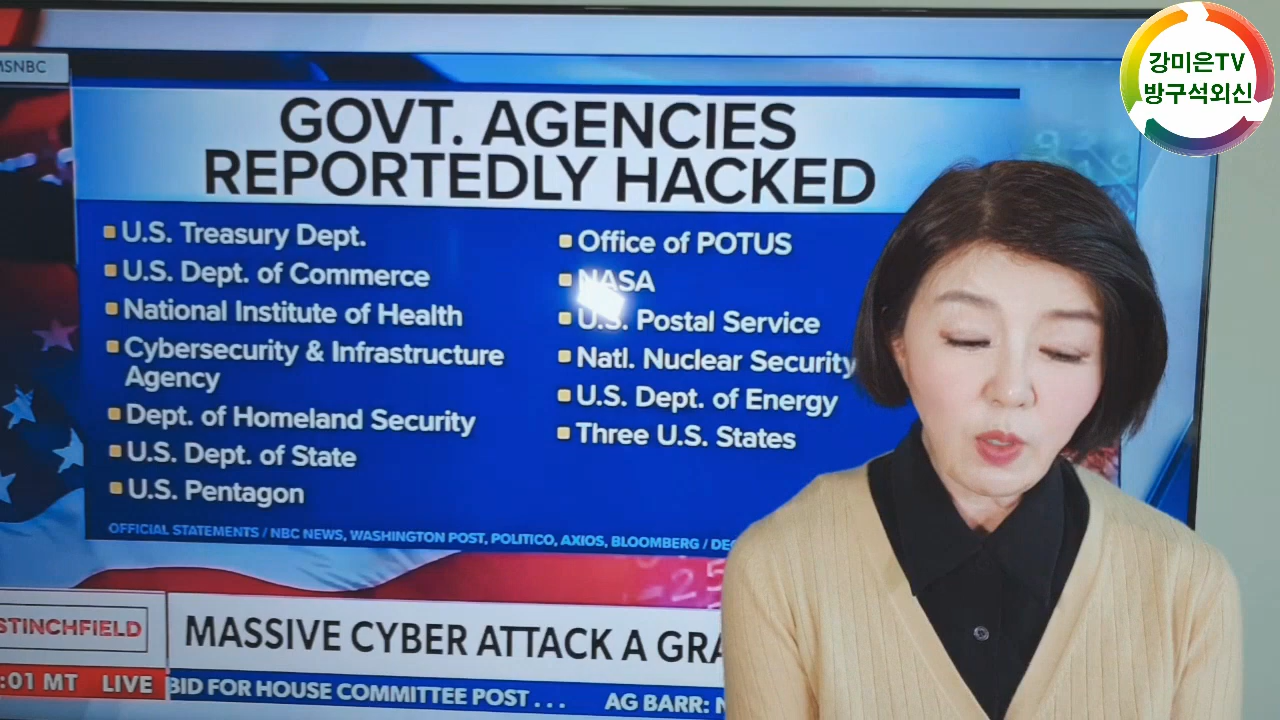 강미은TV
방구석외신
MSNBC
GOVT. AGENCIES
REPORTEDLY HACKED
U.S. Treasury Dept.
U.S. Dept. of Commerce
National Institute of Health
Cybersecurity & Infrastructure
Agency
Dept. of Homeland Security
U.S. Dept. of State
U.S. Pentagon
Office of POTUS
NASA
U.S. Postal Service
Natl. Nuclear Security
U.S. Dept. of Energy
Three U.S. States
OFFICIAL STATEMENTS / NBC NEWS, WASHINGTON POST, POLITICO, AXIOS, BLOOMBERG /
STINCHFIELD
MASSIVE CYBER ATTACK A
:01 MT LIVE
BID FOR HOUSE COMMITTEE POST . . . AG BARR: